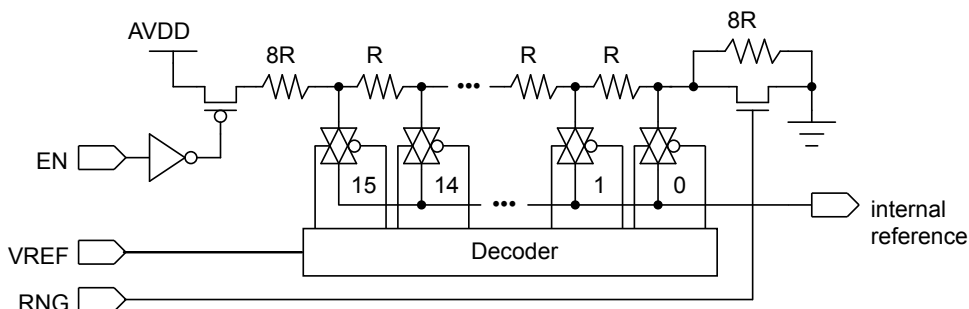 AVDD
8R
8R
R
R
R
•••
EN
15
14
1
0
•••
internal
reference
VREF
Decoder
RNG